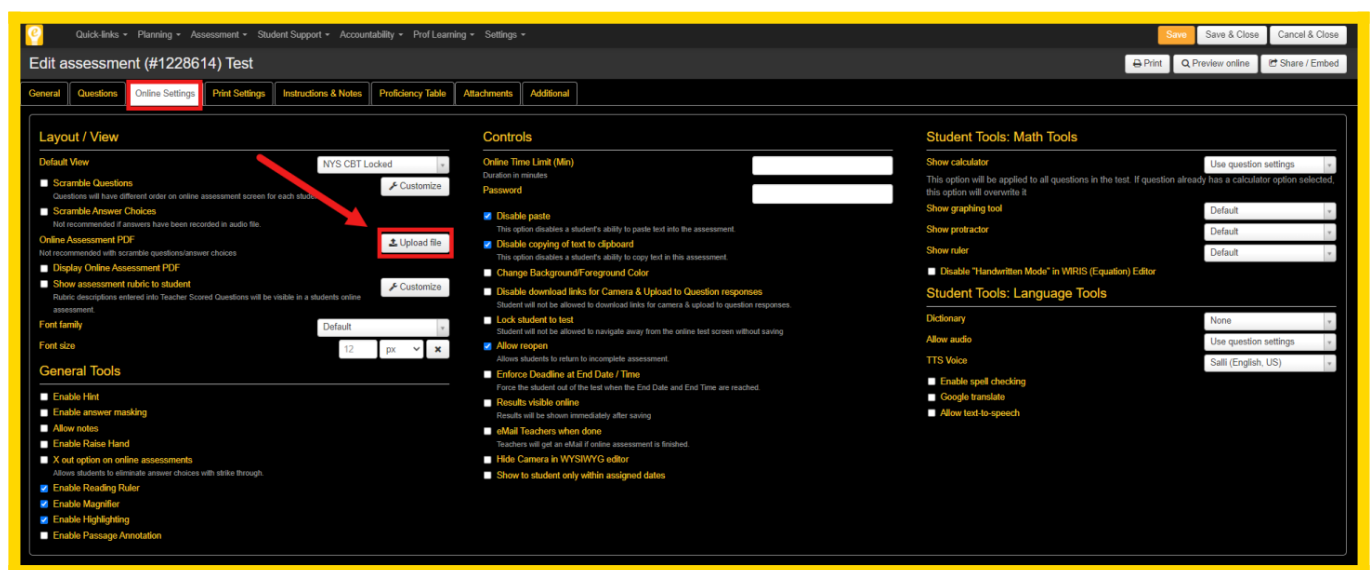 Quick-links Planning Assessment Student Support Accountability Prof Learning Settings Save Save & Close Cancel & Close
Edit assessment (#1228614) Test Print Preview online Share / Embed
General Questions Online Settings Print Settings Instructions & Notes Proficiency Table Attachments Additional
Layout / View
Default View NYS CBT Locked
Scramble Questions Customize
Questions will have different order on online assessment screen for each
Scramble Answer Choices
Not recommended if answers have been recorded in audio file.
Online Assessment PDF Upload file
Not recommended with scramble questions/answer choices
Display Online Assessment PDF
Show assessment rubric to student Customize
Rubric descriptions entered into Teacher Scored Questions will be visible in a students online
assessment.
Font family Default
Font size 12 px
General Tools
Enable Hint
Enable answer masking
Allow notes
Enable Raise Hand
X out option on online assessments
Allows students to eliminate answer choices with strike through.
Enable Reading Ruler
Enable Magnifier
Enable Highlighting
Enable Passage Annotation
Controls
Online Time Limit (Min)
Duration in minutes
Password
Disable paste
This option disables a student's ability to paste text into the assessment.
Disable copying of text to clipboard
This option disables a student's ability to copy text in this assessment.
Change Background/Foreground Color
Disable download links for Camera & Upload to Question responses
Student will not be allowed to download links for camera & upload to question responses.
Lock student to test
Student will not be allowed to navigate away from the online test screen without saving
Allow reopen
Allows students to return to incomplete assessment.
Enforce Deadline at End Date / Time
Force the student out of the test when the End Date and End Time are reached.
Results visible online
Results will be shown immediately after saving
eMail Teachers when done
Teachers will get an eMail if online assessment is finished.
Hide Camera in WYSIWYG editor
Show to student only within assigned dates
Student Tools: Math Tools
Show calculator Use question settings
This option will be applied to all questions in the test. If question already has a calculator option selected,
this option will overwrite it
Show graphing tool Default
Show protractor Default
Show ruler Default
Disable "Handwritten Mode" in WIRIS (Equation) Editor
Student Tools: Language Tools
Dictionary None
Allow audio Use question settings
TTS Voice Salli (English, US)
Enable spell checking
Google translate
Allow text-to-speech